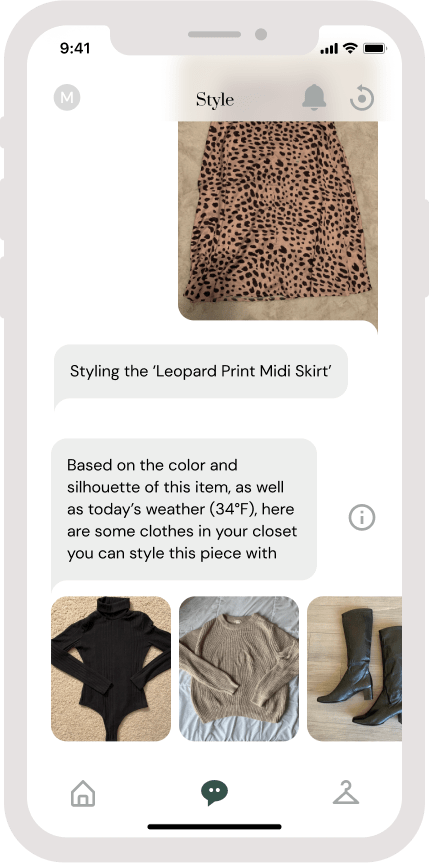 9:41
M
Style
Styling the ‘Leopard Print Midi Skirt’
Based on the color and
silhouette of this item, as well
as today’s weather (34°F), here
are some clothes in your closet
you can style this piece with